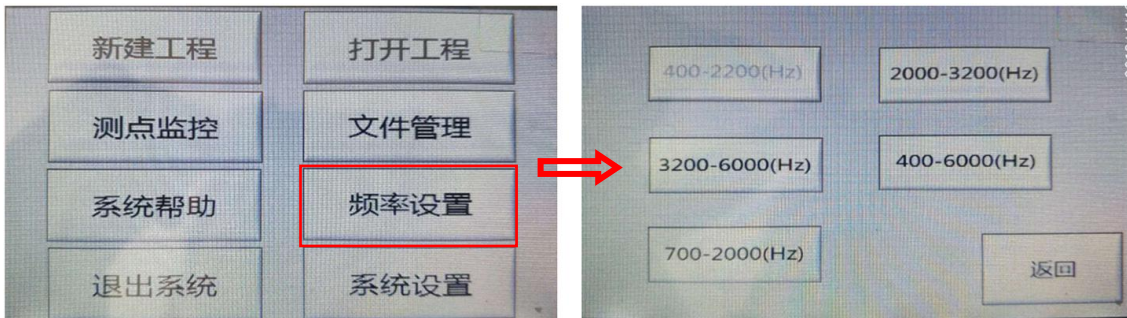 新建工程 打开工程
测点监控 文件管理
系统帮助 频率设置
退出系统 系统设置
400-2200(Hz) 2000-3200(Hz)
3200-6000(Hz) 400-6000(Hz)
700-2000(Hz)
返回